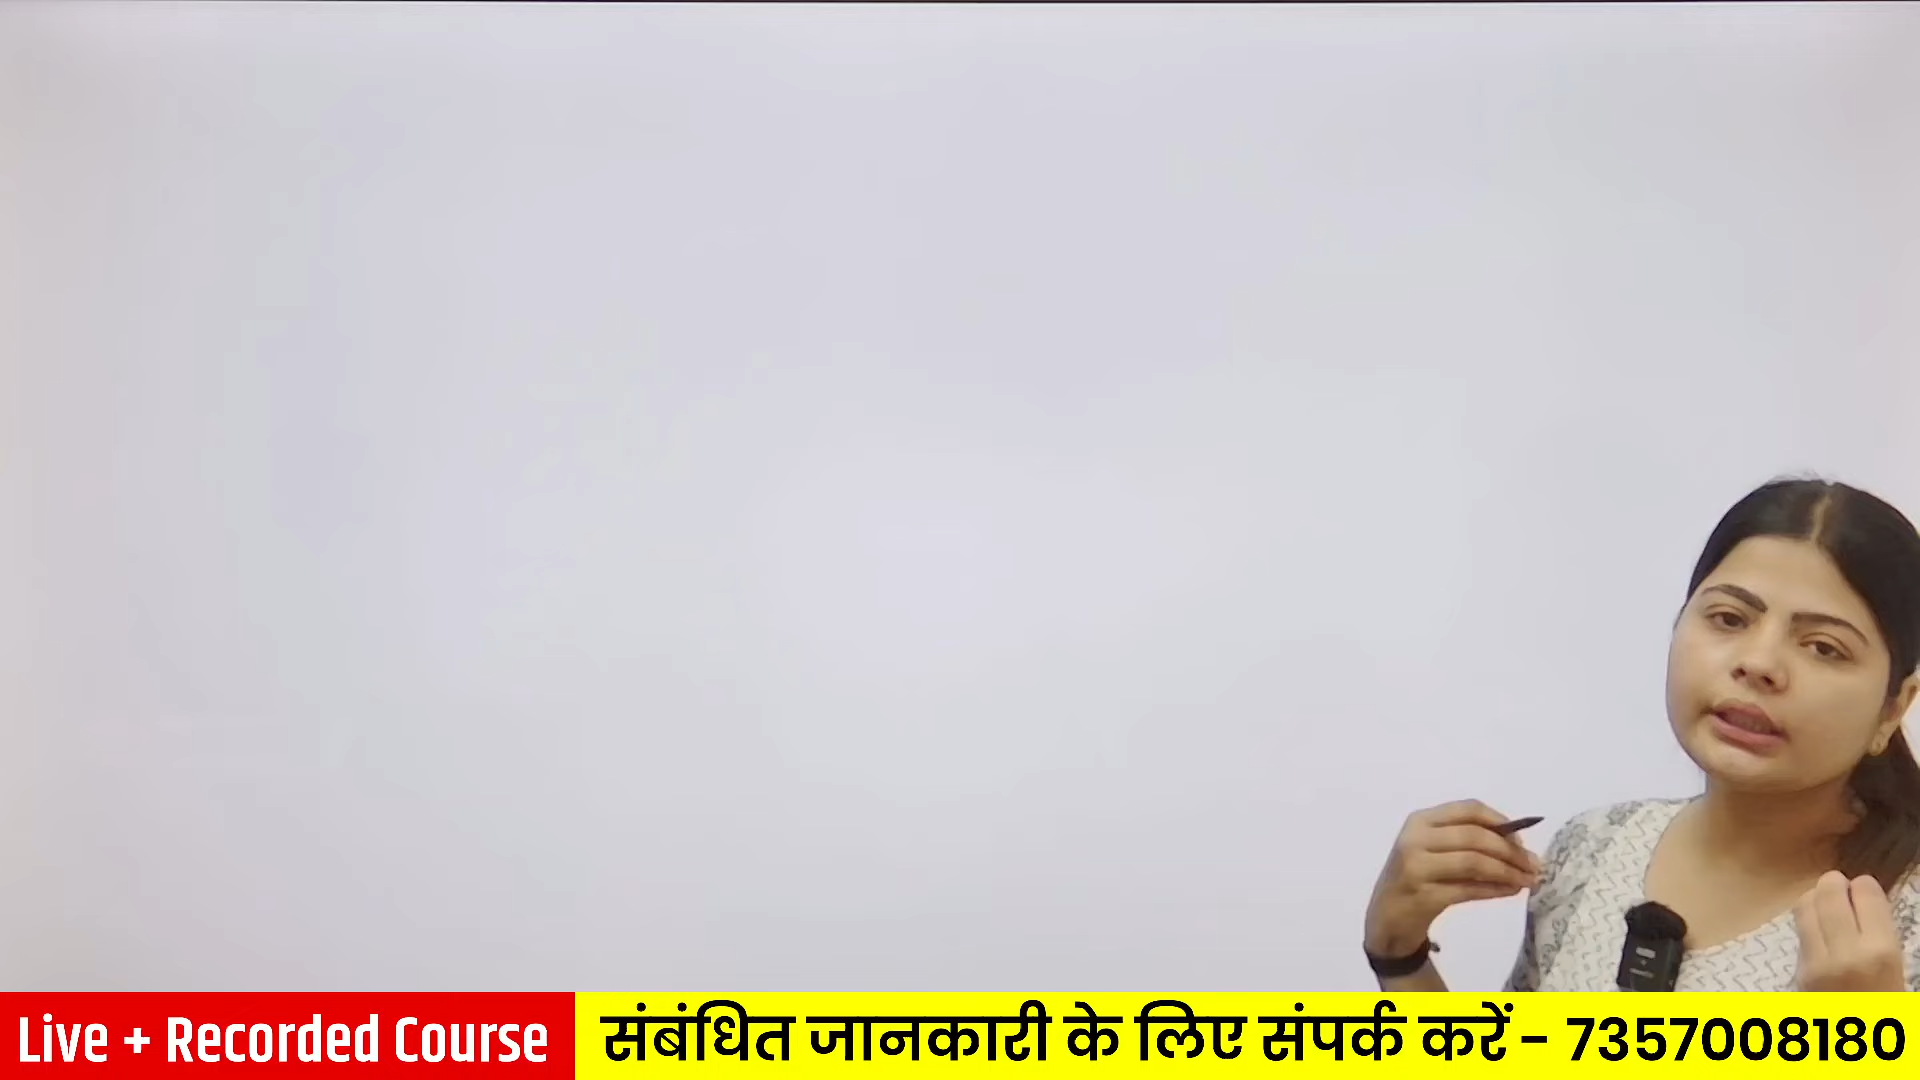 Live + Recorded Course
संबंधित जानकारी के लिए संपर्क करें - 7357008180